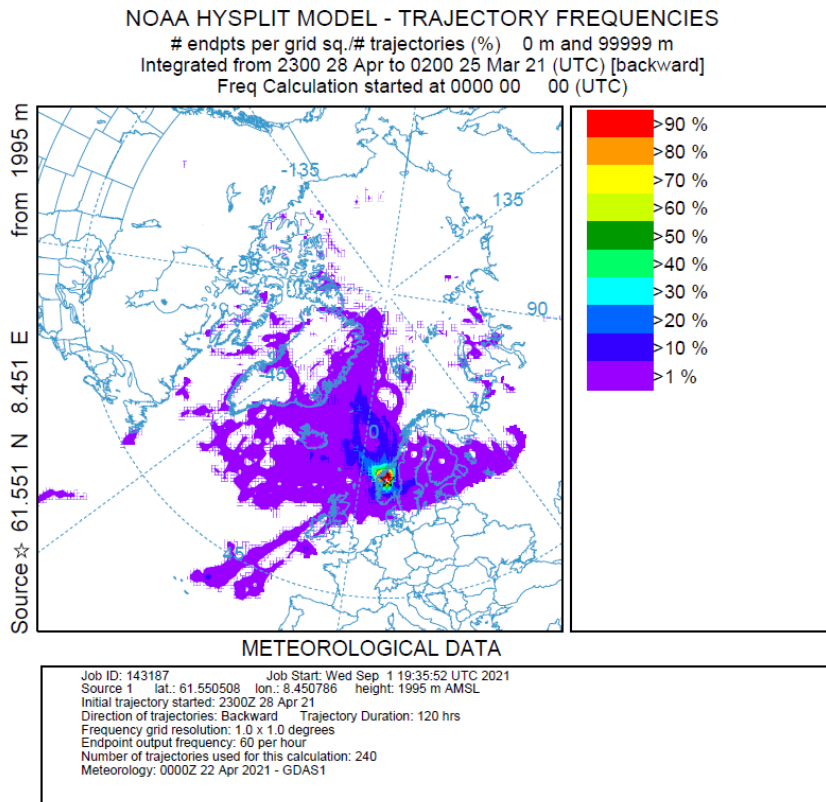 NOAA HYSPLIT MODEL - TRAJECTORY FREQUENCIES
# endpts per grid sq./# trajectories (%) 0 m and 99999 m
Integrated from 2300 28 Apr to 0200 25 Mar 21 (UTC) [backward]
Freq Calculation started at 0000 00 00 (UTC)
Source ☆ 61.551 N 8.451 E from 1995 m
-135
135
-90
90
-45
45
0
45
>90 %
>80 %
>70 %
>60 %
>50 %
>40 %
>30 %
>20 %
>10 %
>1 %
METEOROLOGICAL DATA
Job ID: 143187 Job Start: Wed Sep 1 19:35:52 UTC 2021
Source 1 lat.: 61.550508 lon.: 8.450786 height: 1995 m AMSL
Initial trajectory started: 2300Z 28 Apr 21
Direction of trajectories: Backward Trajectory Duration: 120 hrs
Frequency grid resolution: 1.0 x 1.0 degrees
Endpoint output frequency: 60 per hour
Number of trajectories used for this calculation: 240
Meteorology: 0000Z 22 Apr 2021 - GDAS1